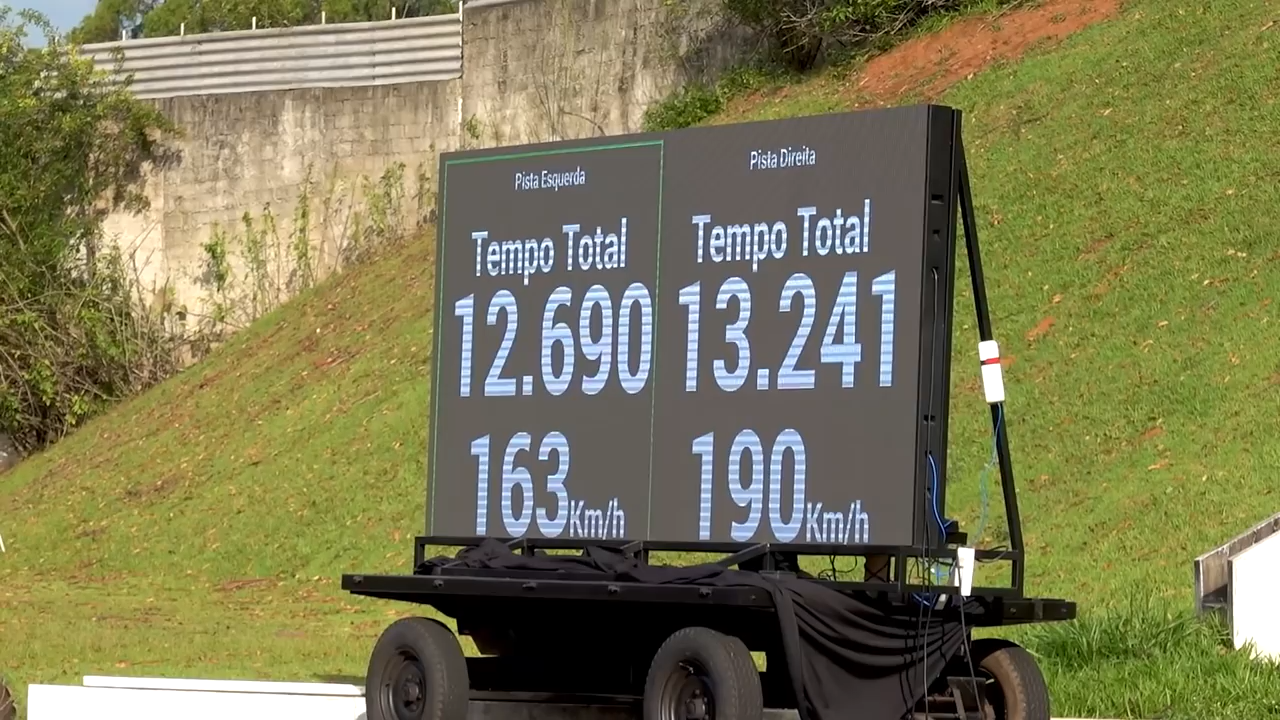 Pista Esquerda
Tempo Total
12.690
163Km/h
Pista Direita
Tempo Total
13.241
190Km/h